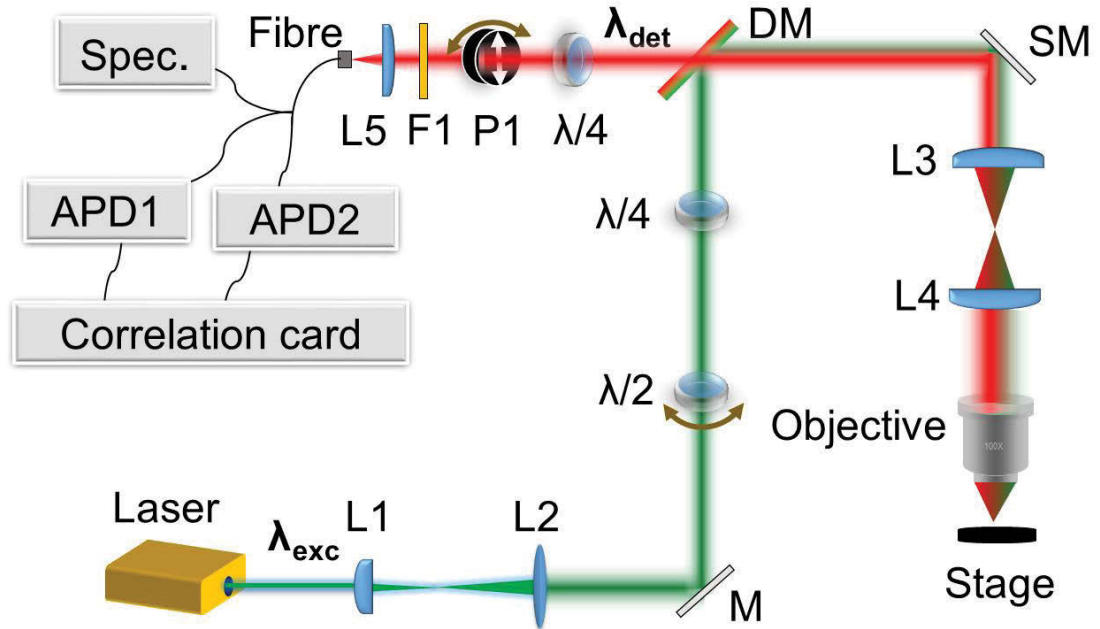 Spec.
Fibre
λdet
DM
SM
L5
F1
P1
λ/4
L3
APD1
APD2
λ/4
L4
Correlation card
λ/2
Objective
100X
Laser
λexc
L1
L2
M
Stage